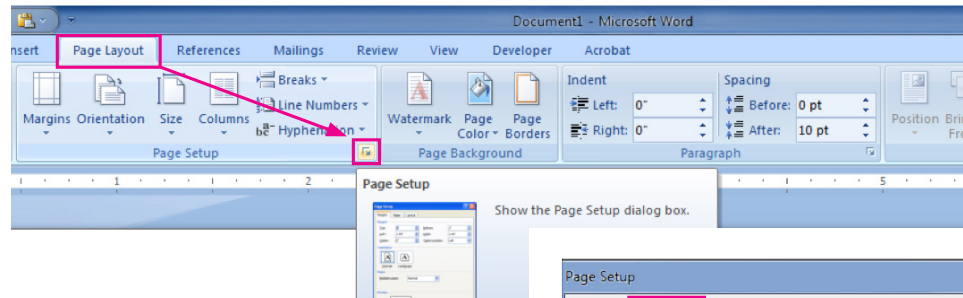 Document1 - Microsoft Word
nsert Page Layout References Mailings Review View Developer Acrobat
Breaks Indent Spacing
Line Numbers Left: 0" Before: 0 pt
Margins Orientation Size Columns Watermark Page Page Position
Hyphenation Color Borders Right: 0" After: 10 pt
Page Setup Page Background Paragraph
1 1 2 1 5
Page Setup
Show the Page Setup dialog box.
Page Setup